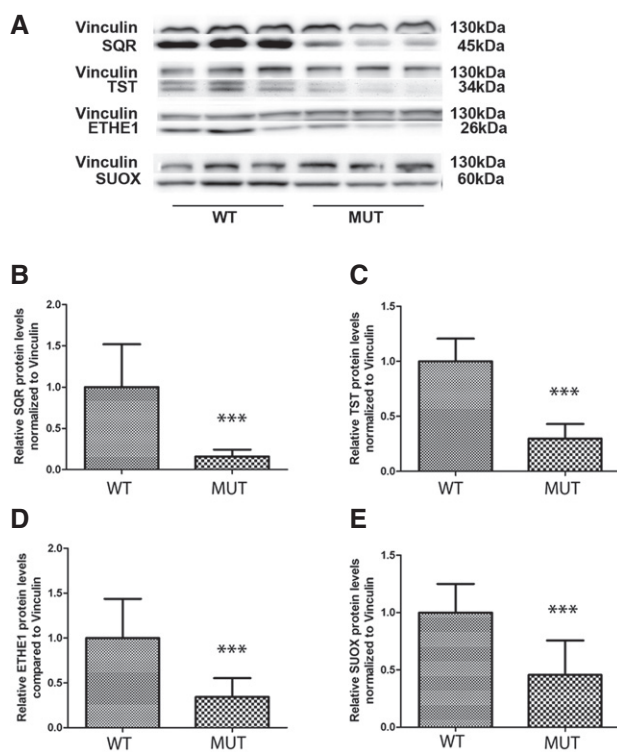 A
Vinculin 130kDa
SQR 45kDa
Vinculin 130kDa
TST 34kDa
Vinculin 130kDa
ETHE1 26kDa
Vinculin 130kDa
SUOX 60kDa
WT MUT
B
Relative SQR protein levels
normalized to Vinculin
2.0
1.5
1.0
0.5
0.0
***
WT MUT
C
Relative TST protein levels
normalized to Vinculin
1.5
1.0
0.5
0.0
***
WT MUT
D
Relative ETHE1 protein levels
compared to Vinculin
2.0
1.5
1.0
0.5
0.0
***
WT MUT
E
Relative SUOX protein levels
normalized to Vinculin
1.5
1.0
0.5
0.0
***
WT MUT